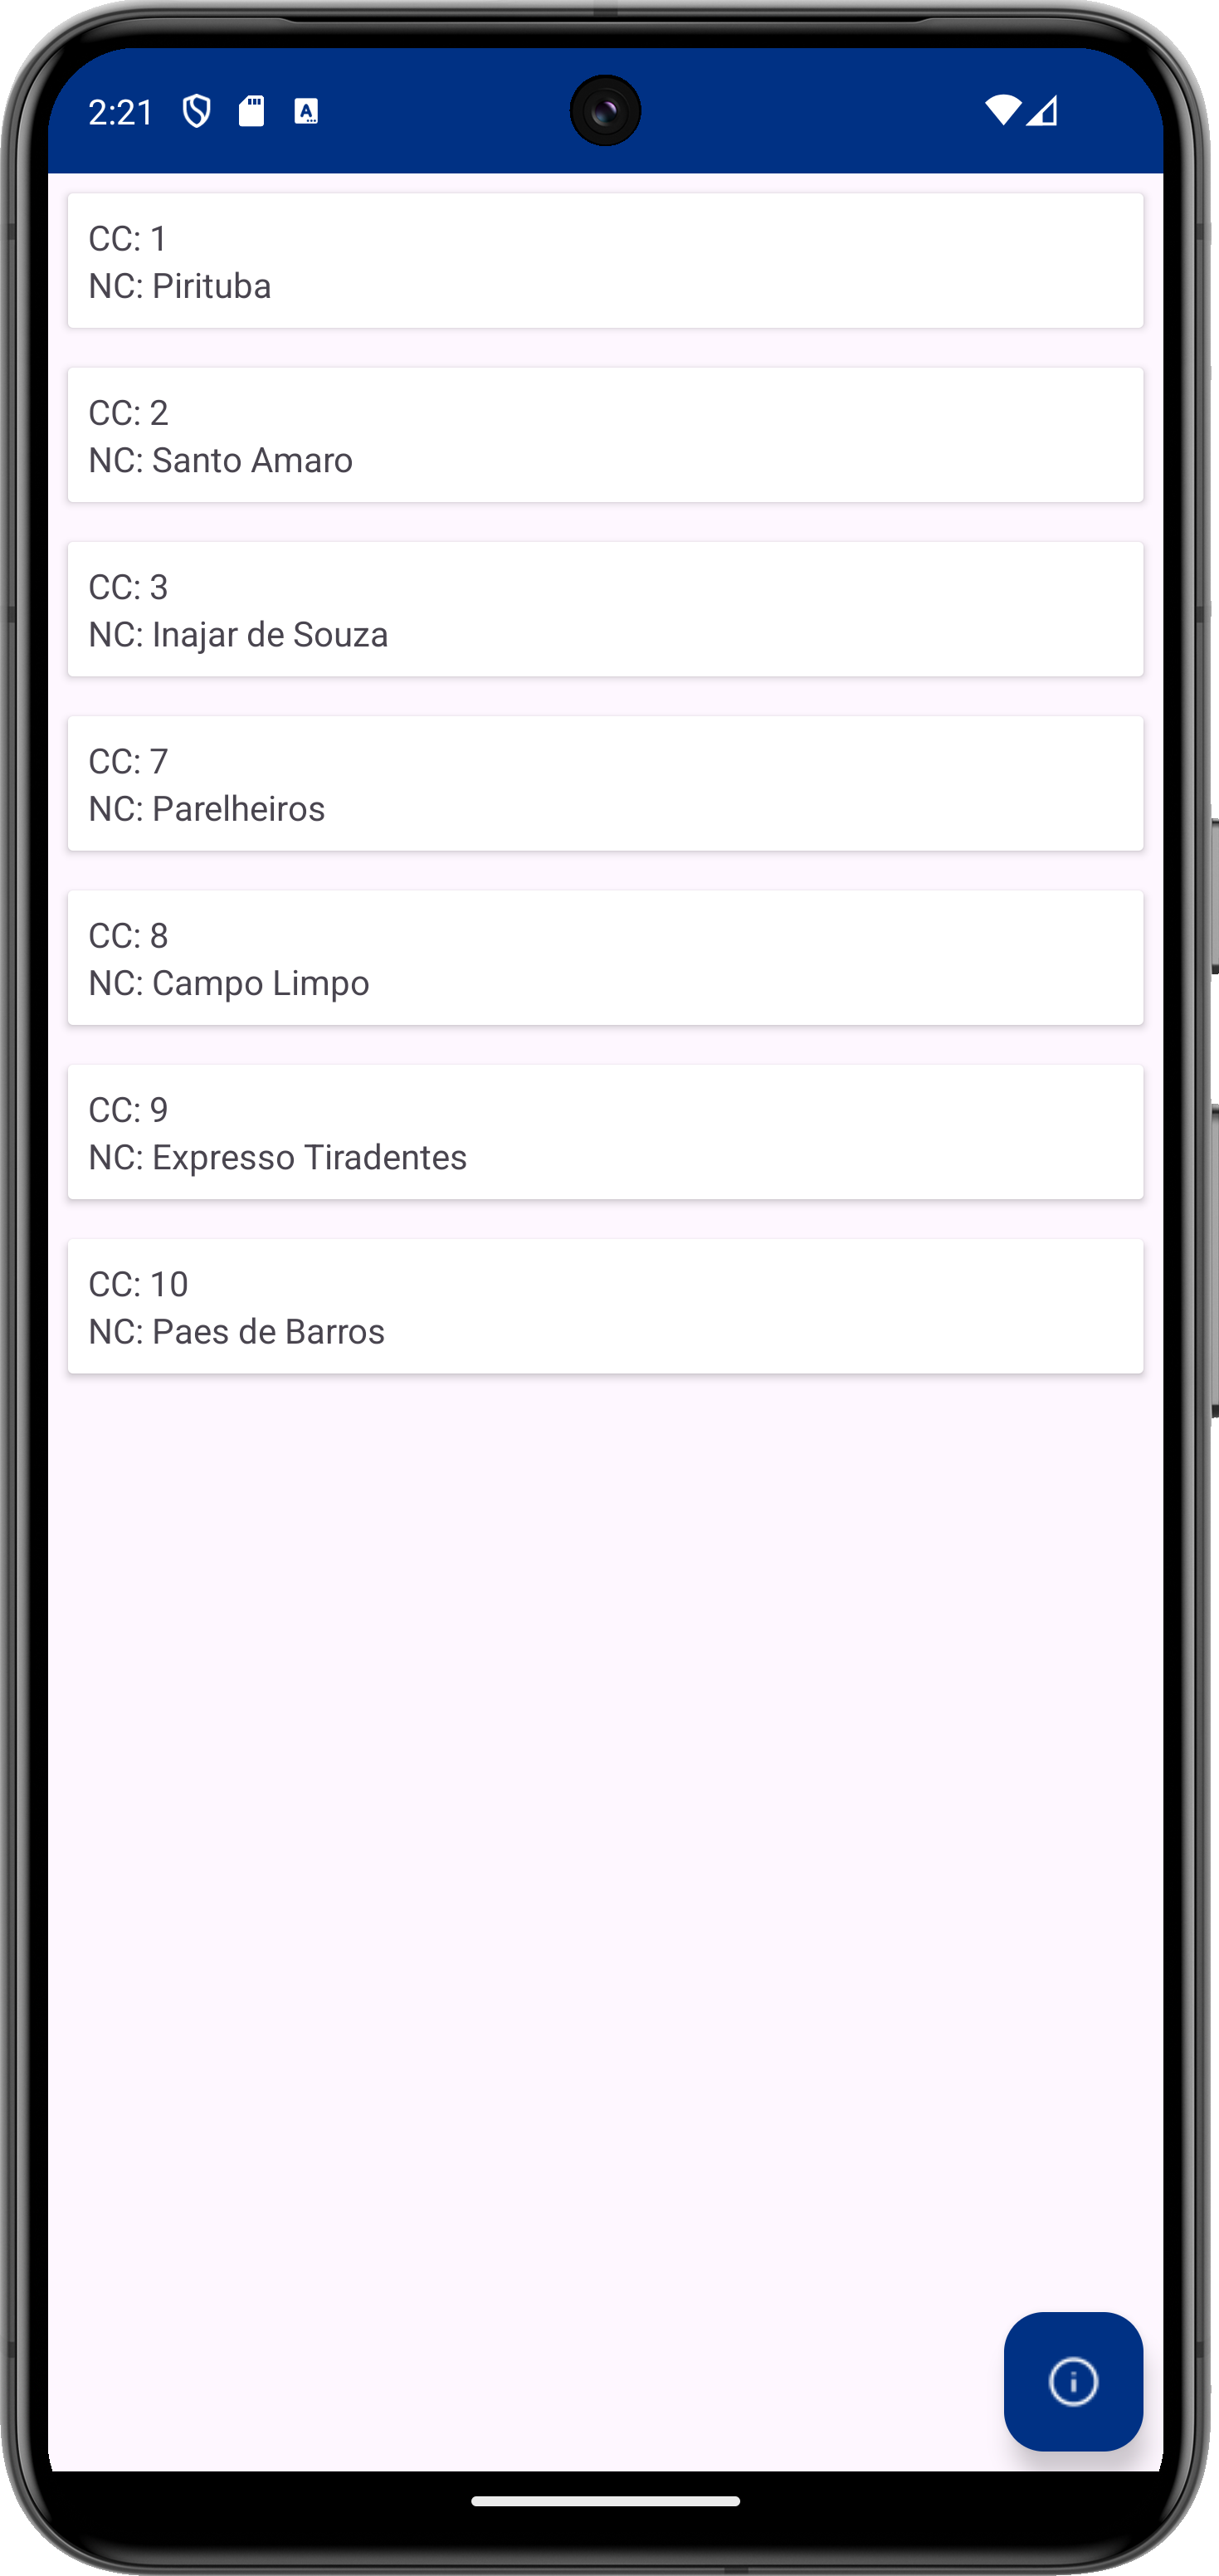 2:21
CC: 1
NC: Pirituba
CC: 2
NC: Santo Amaro
CC: 3
NC: Inajar de Souza
CC: 7
NC: Parelheiros
CC: 8
NC: Campo Limpo
CC: 9
NC: Expresso Tiradentes
CC: 10
NC: Paes de Barros